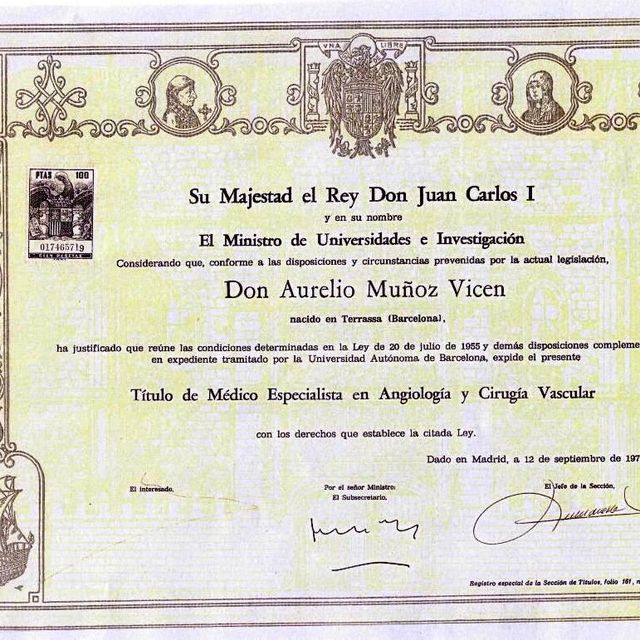 VNA LIBRE
PTAS 100
017465719
CIEN PESETAS
Su Majestad el Rey Don Juan Carlos I
y en su nombre
El Ministro de Universidades e Investigación
Considerando que, conforme a las disposiciones y circunstancias prevenidas por la actual legislación,
Don Aurelio Muñoz Vicen
nacido en Terrassa (Barcelona),
ha justificado que reúne las condiciones determinadas en la Ley de 20 de julio de 1955 y demás disposiciones compleme
en expediente tramitado por la Universidad Autónoma de Barcelona, expide el presente
Título de Médico Especialista en Angiología y Cirugía Vascular
con los derechos que establece la citada Ley.
Dado en Madrid, a 12 de septiembre de 197
El interesado,
Por el señor Ministro:
El Subsecretario,
El Jefe de la Sección,
Registro especial de la Sección de Títulos, folio 161, n